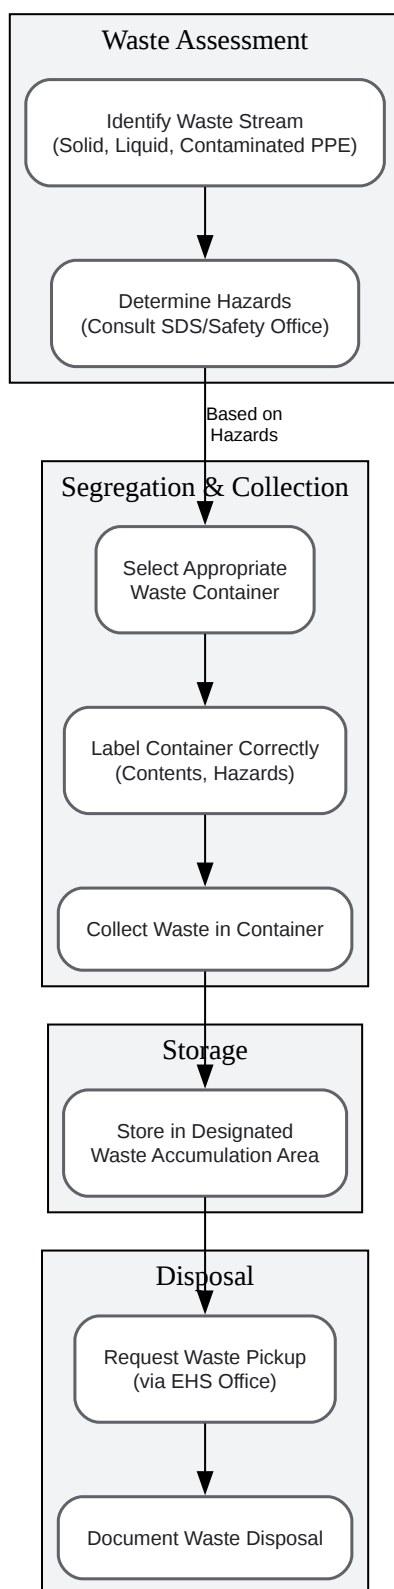 Waste Assessment
Identify Waste Stream
(Solid, Liquid, Contaminated PPE)
Determine Hazards
(Consult SDS/Safety Office)
Based on
Hazards
Segregation & Collection
Select Appropriate
Waste Container
Label Container Correctly
(Contents, Hazards)
Collect Waste in Container
Storage
Store in Designated
Waste Accumulation Area
Disposal
Request Waste Pickup
(via EHS Office)
Document Waste Disposal